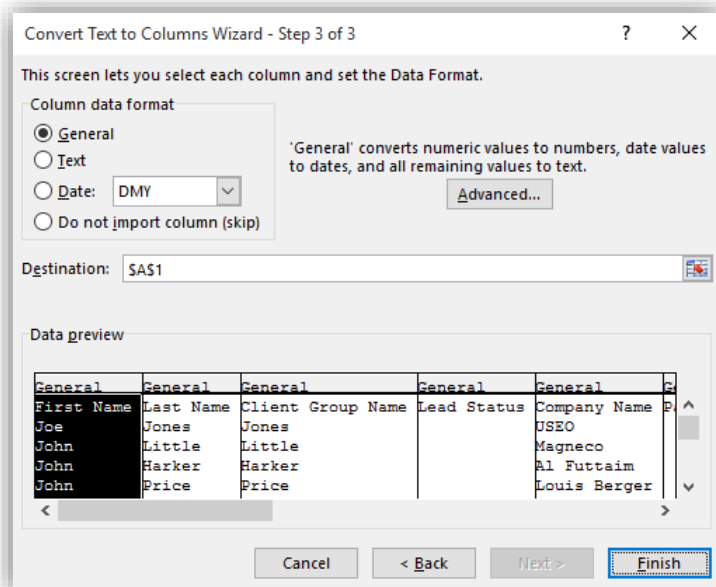 Convert Text to Columns Wizard - Step 3 of 3 ?
This screen lets you select each column and set the Data Format.
Column data format
General
Text
Date: DMY
Do not import column (skip)
'General' converts numeric values to numbers, date values
to dates, and all remaining values to text.
Advanced...
Destination: $A$1
Data preview
General General General General General
First Name Last Name Client Group Name Lead Status Company Name
Joe Jones Jones USEO
John Little Little Magneco
John Harker Harker Al Futtaim
John Price Price Louis Berger
Cancel < Back Next > Finish